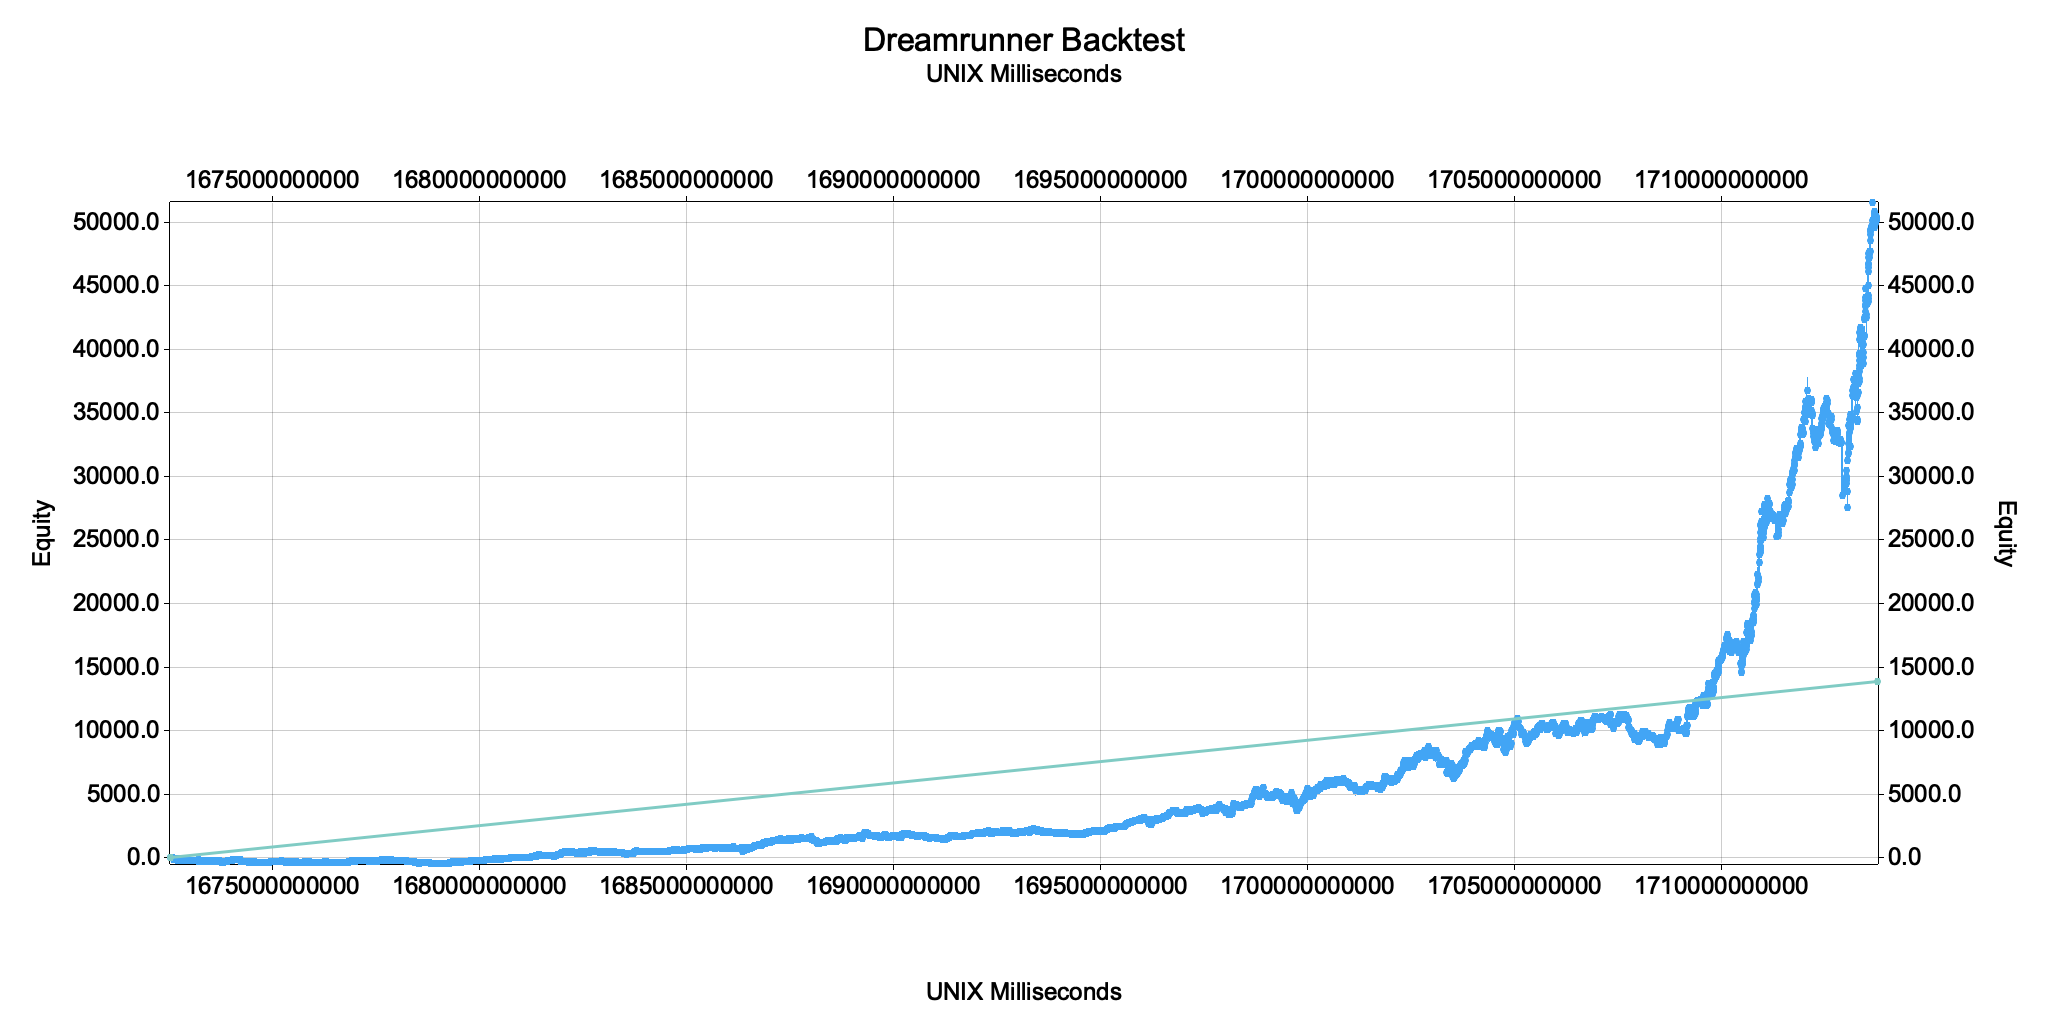 Dreamrunner Backtest
UNIX Milliseconds
1675000000000 1680000000000 1685000000000 1690000000000 1695000000000 1700000000000 1705000000000 1710000000000
50000.0 50000.0
45000.0 45000.0
40000.0 40000.0
35000.0 35000.0
30000.0 30000.0
Equity Equity
25000.0 25000.0
20000.0 20000.0
15000.0 15000.0
10000.0 10000.0
5000.0 5000.0
0.0 0.0
1675000000000 1680000000000 1685000000000 1690000000000 1695000000000 1700000000000 1705000000000 1710000000000
UNIX Milliseconds